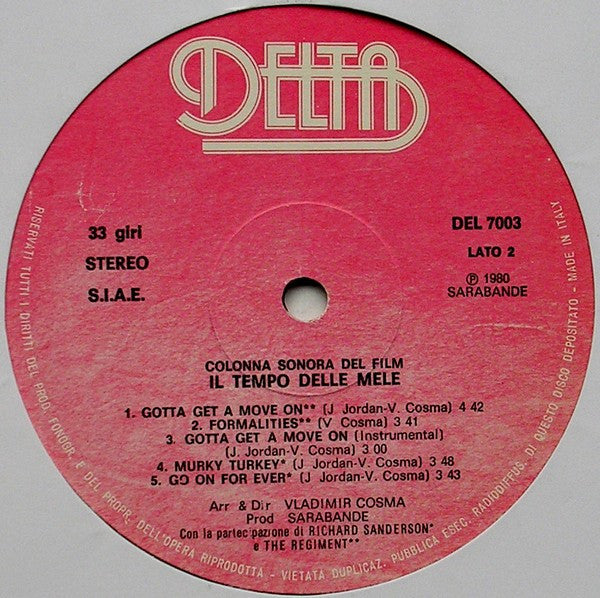 DELTA
33 giri
STEREO
S.I.A.E.
DEL 7003
LATO 2
℗ 1980
SARABANDE
COLONNA SONORA DEL FILM
IL TEMPO DELLE MELE
1. GOTTA GET A MOVE ON** (J Jordan-V. Cosma) 4 42
2. FORMALITIES** (V Cosma) 3 41
3. GOTTA GET A MOVE ON (Instrumental)
(J. Jordan-V. Cosma) 3.00
4. MURKY TURKEY* (J Jordan-V. Cosma) 3 48
5. GO ON FOR EVER* (J Jordan-V. Cosma) 3 43
Arr & Dir VLADIMIR COSMA
Prod SARABANDE
Con la partecipazione di RICHARD SANDERSON*
e THE REGIMENT**
RISERVATI TUTTI I DIRITTI DEL PROD FONOGR. E DEL PROPR. DELL'OPERA RIPRODOTTA - VIETATA DUPLICAZ. PUBBLICA ESEC. RADIODIFFUS. DI QUESTO DISCO DEPOSITATO - MADE IN ITALY